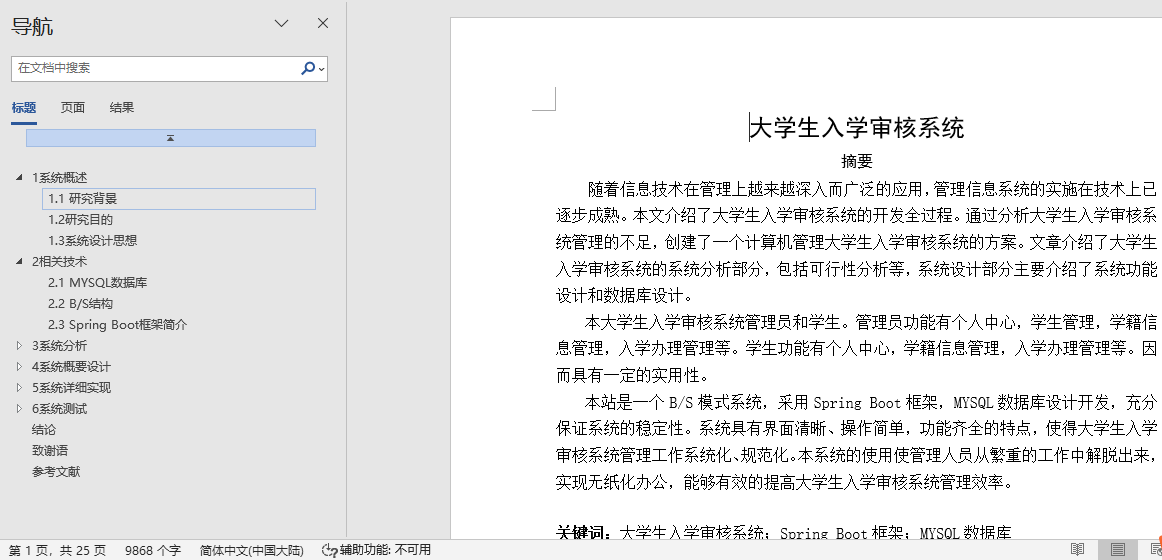 导航
在文档中搜索
标题 页面 结果
1系统概述
1.1 研究背景
1.2研究目的
1.3系统设计思想
2相关技术
2.1 MYSQL数据库
2.2 B/S结构
2.3 Spring Boot框架简介
3系统分析
4系统概要设计
5系统详细实现
6系统测试
结论
致谢语
参考文献
大学生入学审核系统
摘要
随着信息技术在管理上越来越深入而广泛的应用，管理信息系统的实施在技术上已
逐步成熟。本文介绍了大学生入学审核系统的开发全过程。通过分析大学生入学审核系
统管理的不足，创建了一个计算机管理大学生入学审核系统的方案。文章介绍了大学生
入学审核系统的系统分析部分，包括可行性分析等，系统设计部分主要介绍了系统功能
设计和数据库设计。
本大学生入学审核系统管理员和学生。管理员功能有个人中心，学生管理，学籍信
息管理，入学办理管理等。学生功能有个人中心，学籍信息管理，入学办理管理等。因
而具有一定的实用性。
本站是一个 B/S 模式系统，采用 Spring Boot 框架，MYSQL 数据库设计开发，充分
保证系统的稳定性。系统具有界面清晰、操作简单，功能齐全的特点，使得大学生入学
审核系统管理工作系统化、规范化。本系统的使用使管理人员从繁重的工作中解脱出来，
实现无纸化办公，能够有效的提高大学生入学审核系统管理效率。
关键词：大学生入学审核系统；Spring Boot 框架；MYSQL 数据库
第 1 页，共 25 页 9868 个字 简体中文(中国大陆) 辅助功能: 不可用